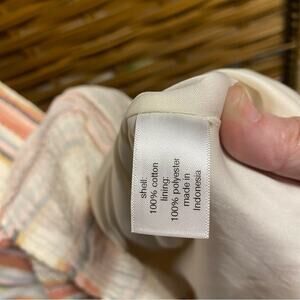 shell:
100% cotton
lining:
100% polyester
made in
Indonesia